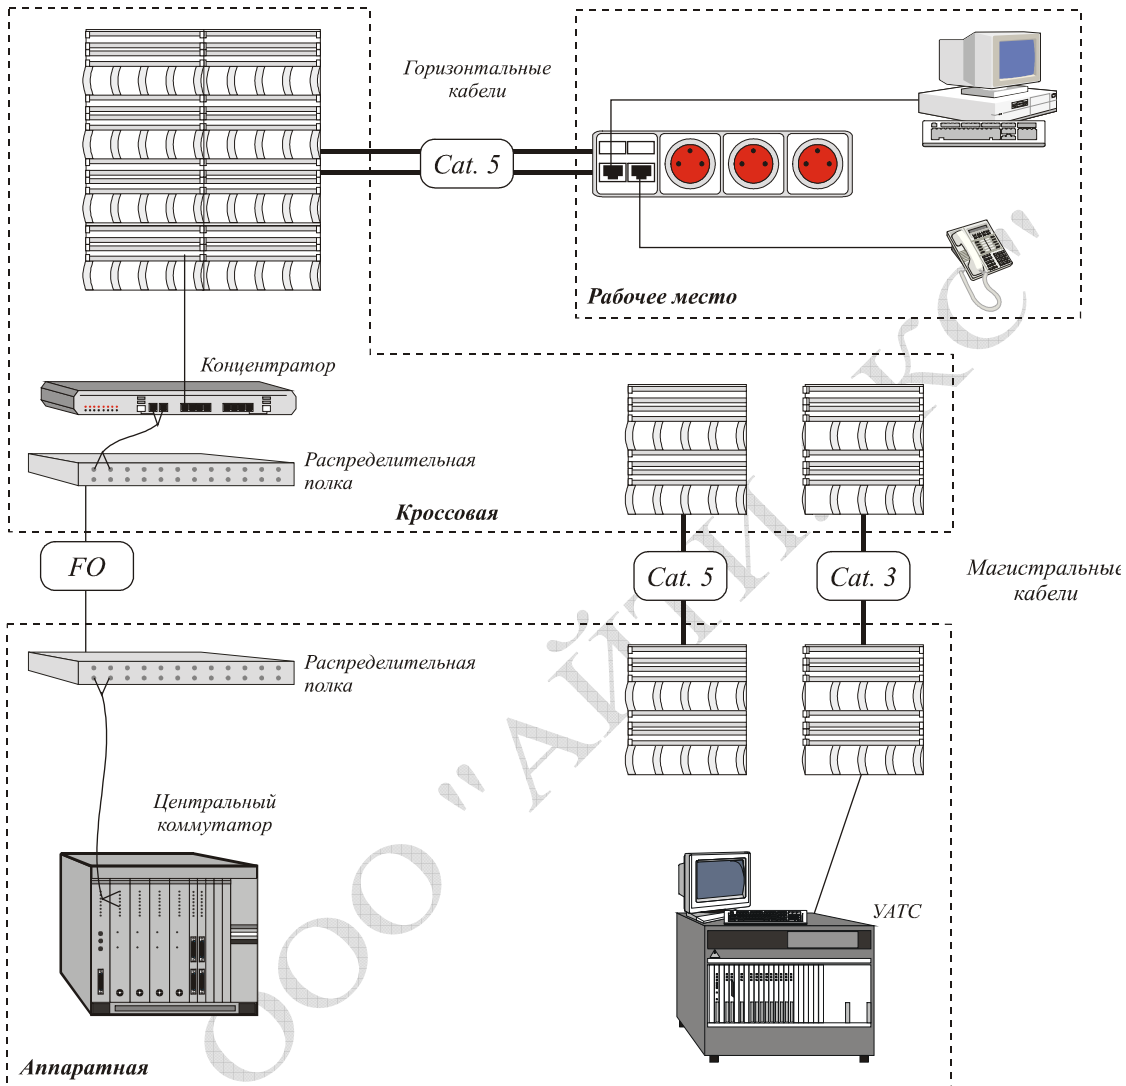 Горизонтальные
кабели
Cat. 5
Рабочее место
Концентратор
Распределительная
полка
Кроссовая
FO
Cat. 5
Cat. 3
Магистральные
кабели
Распределительная
полка
Центральный
коммутатор
УАТС
Аппаратная
ООО "АЙТИ. КС"